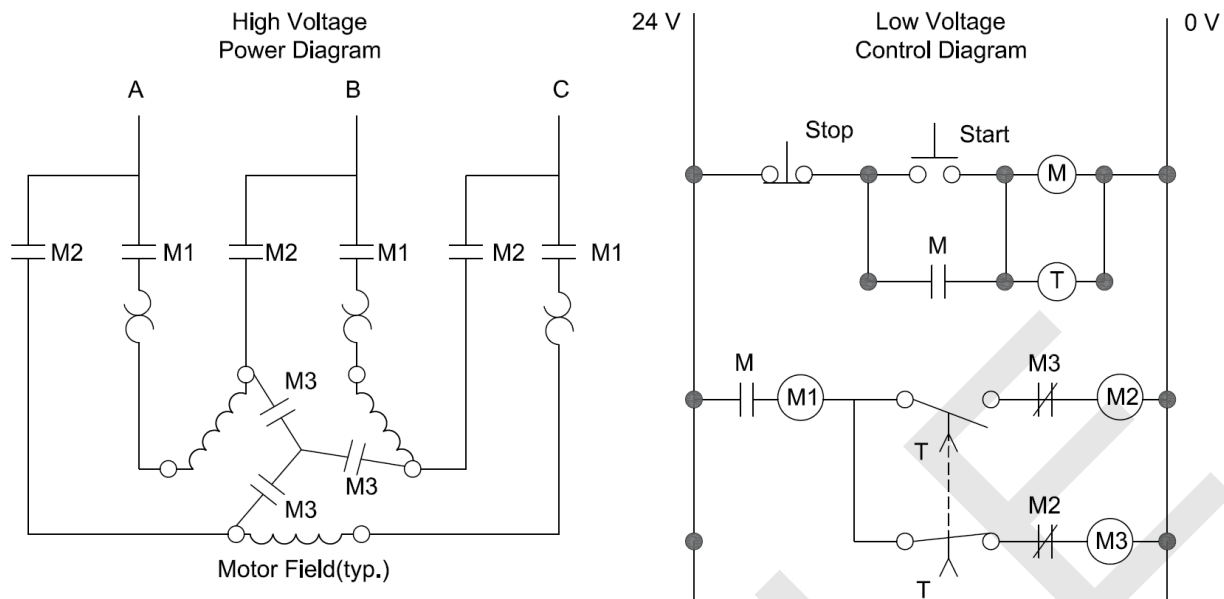 High Voltage
Power Diagram
A
B
C
M2
M1
M2
M1
M2
M1
M3
M3
M3
Motor Field(typ.)
24 V
Low Voltage
Control Diagram
0 V
Stop
Start
M
M
T
M
M1
M3
M2
T
M2
M3
T